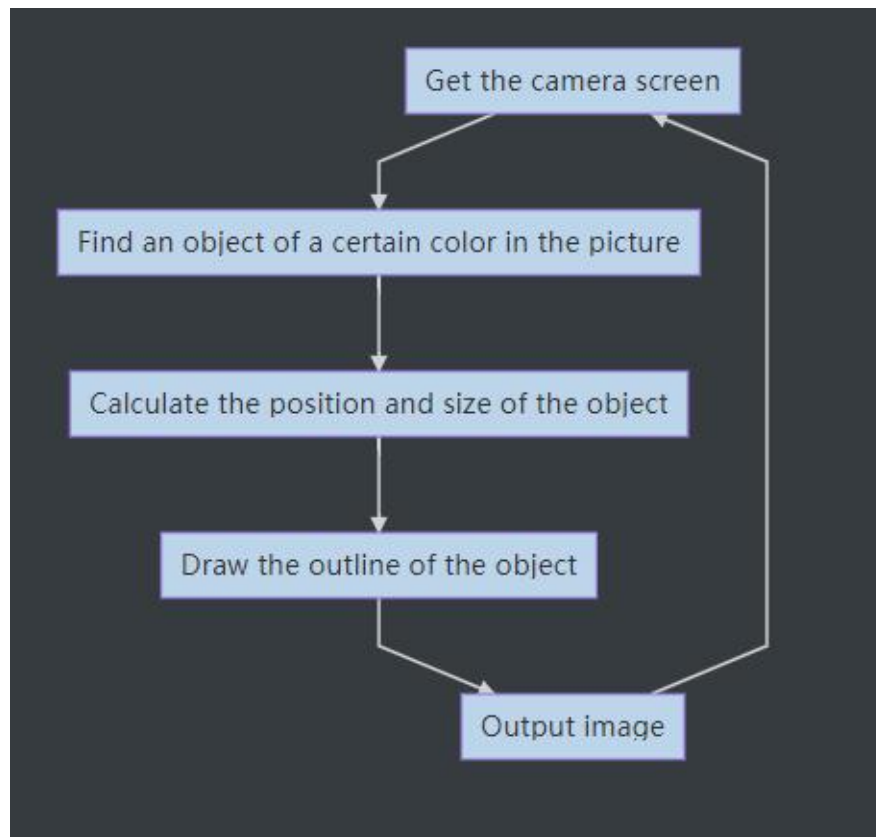 Get the camera screen
Find an object of a certain color in the picture
Calculate the position and size of the object
Draw the outline of the object
Output image